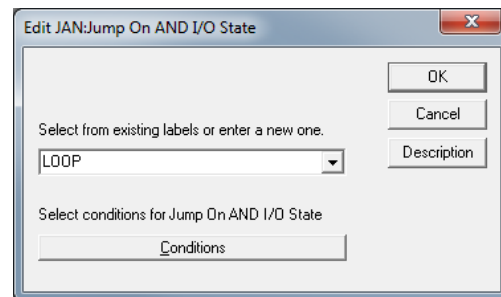 Edit JAN:Jump On AND I/O State
OK
Cancel
Select from existing labels or enter a new one.
Description
LOOP
Select conditions for Jump On AND I/O State
Conditions